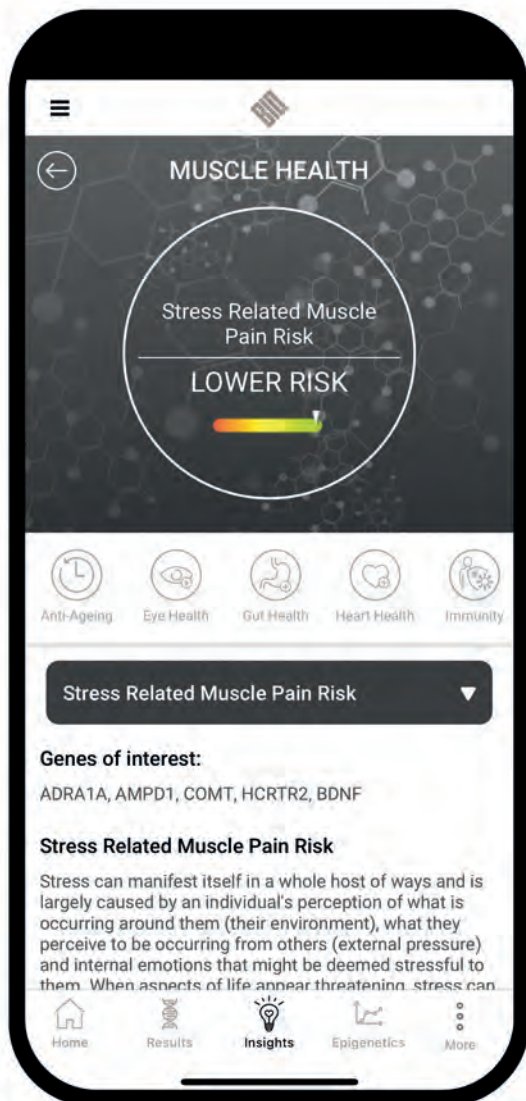 MUSCLE HEALTH
Stress Related Muscle
Pain Risk
LOWER RISK
Anti-Ageing Eye Health Gut Health Heart Health Immunity
Stress Related Muscle Pain Risk
Genes of interest:
ADRA1A, AMPD1, COMT, HCRTR2, BDNF
Stress Related Muscle Pain Risk
Stress can manifest itself in a whole host of ways and is
largely caused by an individual's perception of what is
occurring around them (their environment), what they
perceive to be occurring from others (external pressure)
and internal emotions that might be deemed stressful to
them. When aspects of life appear threatening, stress can
Home Results Insights Epigenetics More